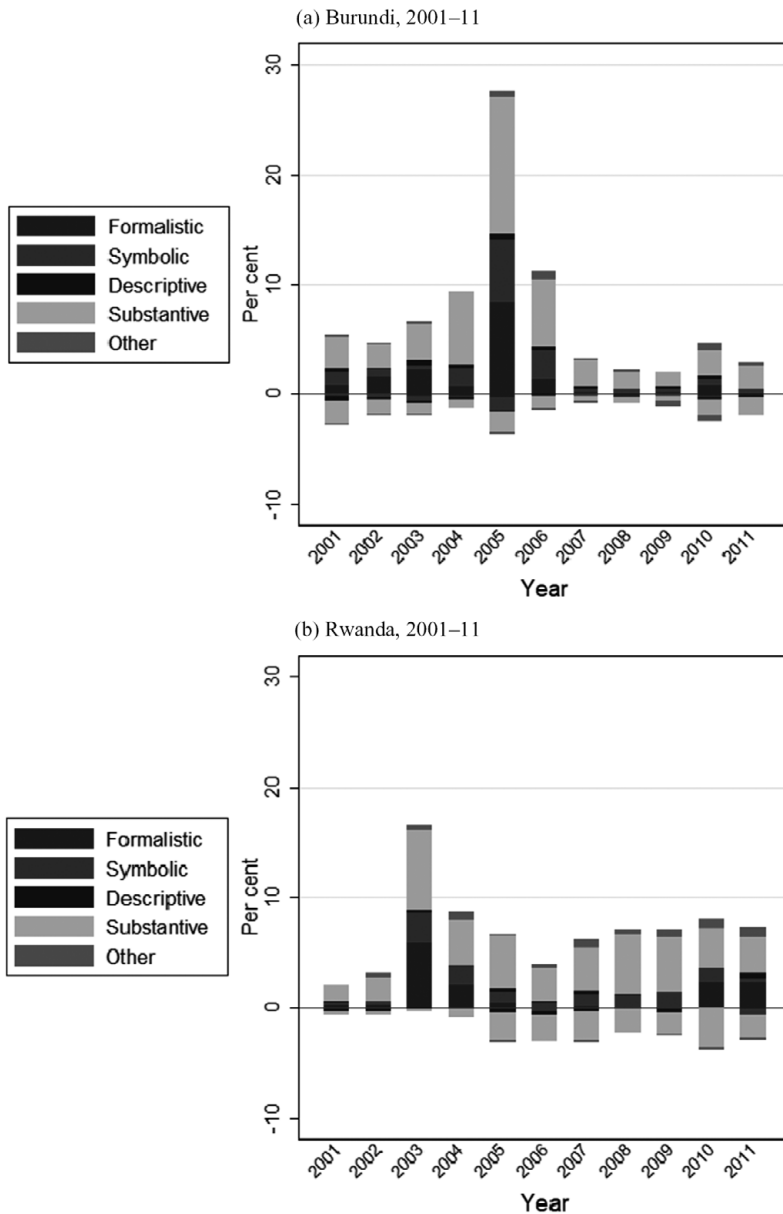 (a) Burundi, 2001–11
Formalistic
Symbolic
Descriptive
Substantive
Other
Per cent
30
20
10
0
-10
2001 2002 2003 2004 2005 2006 2007 2008 2009 2010 2011
Year
(b) Rwanda, 2001–11
Formalistic
Symbolic
Descriptive
Substantive
Other
Per cent
30
20
10
0
-10
2001 2002 2003 2004 2005 2006 2007 2008 2009 2010 2011
Year